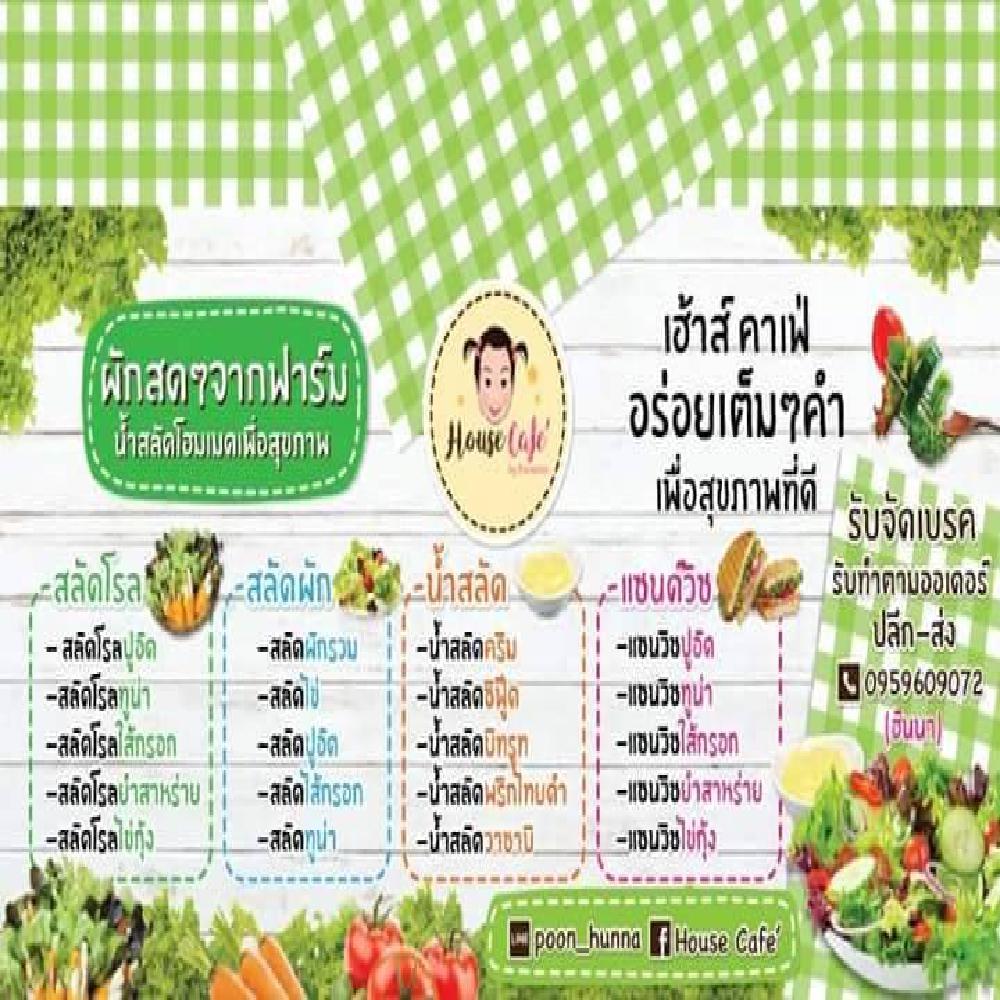 ผักสดๆจากฟาร์ม
น้ำสลัดโฮมเมดเพื่อสุขภาพ
House Cafe'
เฮ้าส์ คาเฟ่
อร่อยเต็มๆคำ
เพื่อสุขภาพที่ดี
รับจัดเบรค
รับทำตามออเดอร์
ปลีก-ส่ง
0959609072
(ฮันนา)
-สลัดโรล
- สลัดโรลปูอัด
-สลัดโรลทูน่า
-สลัดโรลไส้กรอก
-สลัดโรลยำสาหร่าย
-สลัดโรลไข่กุ้ง
-สลัดผัก
-สลัดผักรวม
-สลัดไข่
-สลัดปูอัด
-สลัดไส้กรอก
-สลัดทูน่า
-น้ำสลัด
-น้ำสลัดครีม
-น้ำสลัดซีฟู๊ด
-น้ำสลัดบีทรูท
-น้ำสลัดพริกไทยดำ
-น้ำสลัดวาซาบิ
-แซนด์วิช
-แซนวิชปูอัด
-แซนวิชทูน่า
-แซนวิชไส้กรอก
-แซนวิชยำสาหร่าย
-แซนวิชไข่กุ้ง
LINE poon_hunna f House Cafe'